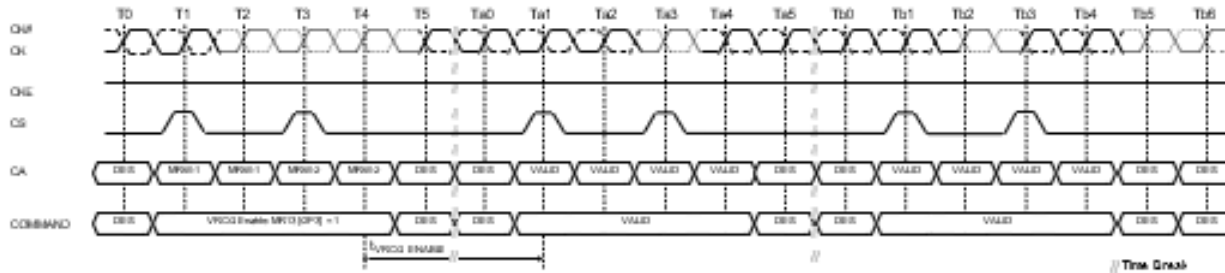 T0 T1 T2 T3 T4 T5 Ta0 Ta1 Ta2 Ta3 Ta4 Ta5 Tb0 Tb1 Tb2 Tb3 Tb4 Tb5 Tb6
CK#
CK
CKE
CS
CA DES MRW-1 MRW-1 MRW-2 MRW-2 DES DES VALID VALID VALID VALID DES DES VALID VALID VALID VALID DES DES
COMMAND DES VRCG Enable MR13 [OP3] = 1 DES DES VALID DES DES VALID DES DES
tVRCG ENABLE
// Time Break